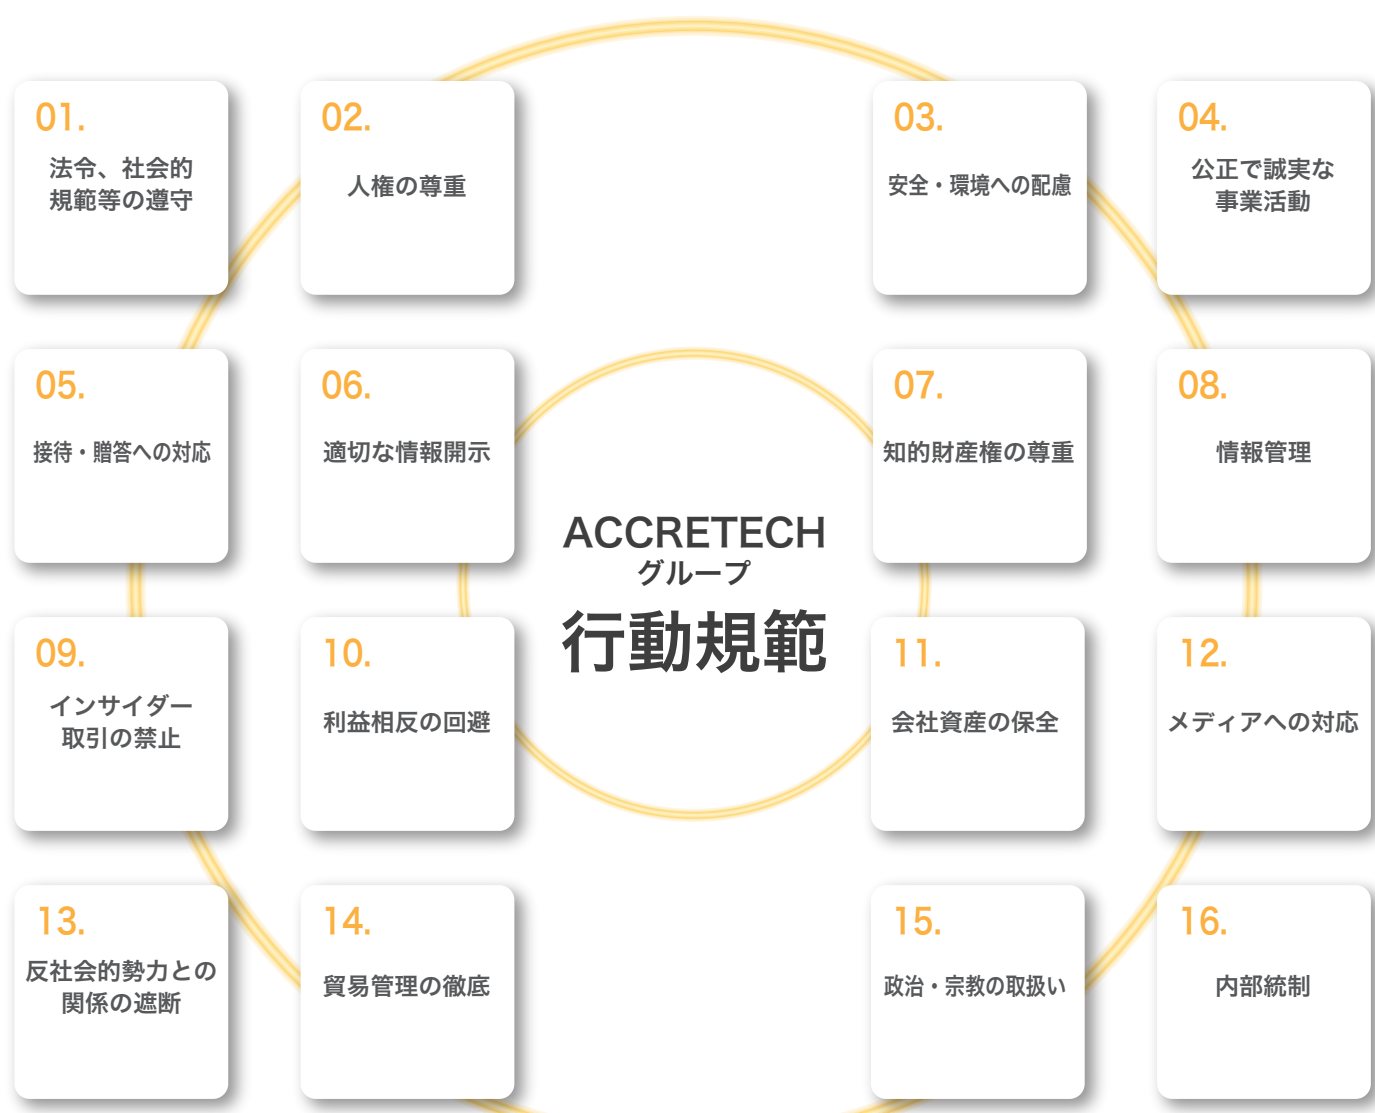 01.
法令、社会的
規範等の遵守
02.
人権の尊重
03.
安全・環境への配慮
04.
公正で誠実な
事業活動
05.
接待・贈答への対応
06.
適切な情報開示
07.
知的財産権の尊重
08.
情報管理
ACCRETECH
グループ
行動規範
09.
インサイダー
取引の禁止
10.
利益相反の回避
11.
会社資産の保全
12.
メディアへの対応
13.
反社会的勢力との
関係の遮断
14.
貿易管理の徹底
15.
政治・宗教の取扱い
16.
内部統制